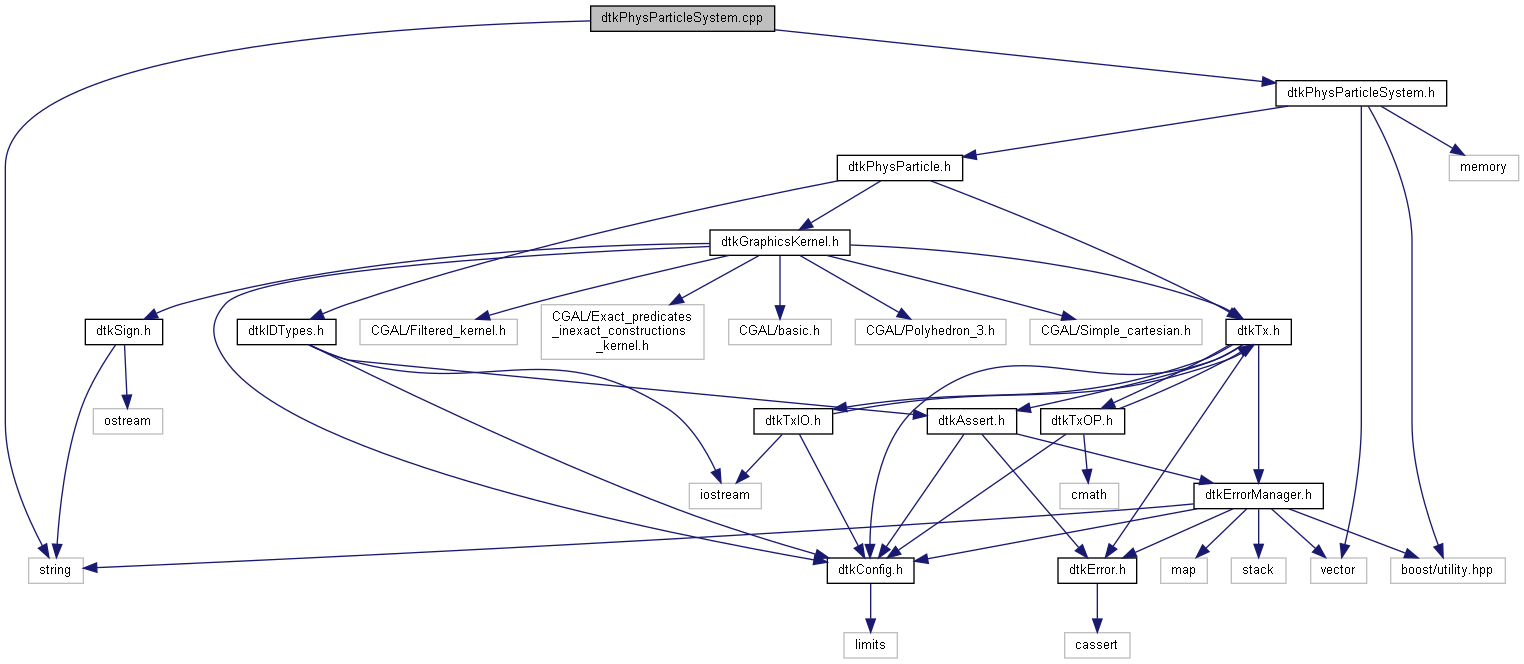 dtkPhysParticleSystem.cpp
dtkPhysParticleSystem.h
dtkPhysParticle.h
memory
dtkGraphicsKernel.h
dtkSign.h
dtkIDTypes.h
CGAL/Filtered_kernel.h
CGAL/Exact_predicates
_inexact_constructions
_kernel.h
CGAL/basic.h
CGAL/Polyhedron_3.h
CGAL/Simple_cartesian.h
dtkTx.h
ostream
dtkTxIO.h
dtkAssert.h
dtkTxOP.h
iostream
cmath
dtkErrorManager.h
string
dtkConfig.h
dtkError.h
map
stack
vector
boost/utility.hpp
limits
cassert